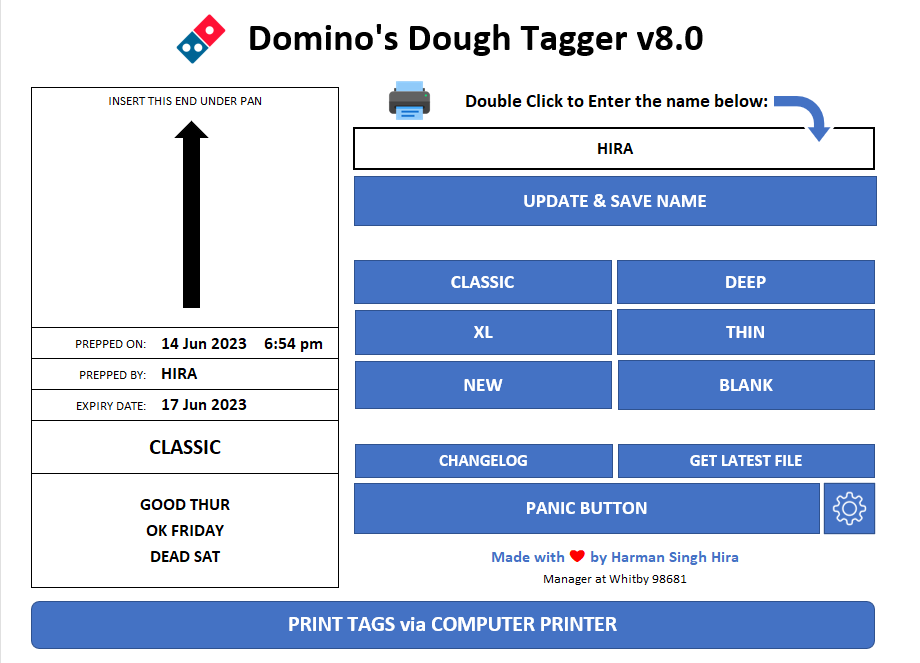 Domino's Dough Tagger v8.0
INSERT THIS END UNDER PAN
PREPPED ON: 14 Jun 2023 6:54 pm
PREPPED BY: HIRA
EXPIRY DATE: 17 Jun 2023
CLASSIC
GOOD THUR
OK FRIDAY
DEAD SAT
Double Click to Enter the name below:
HIRA
UPDATE & SAVE NAME
CLASSIC DEEP
XL THIN
NEW BLANK
CHANGELOG GET LATEST FILE
PANIC BUTTON
Made with ❤ by Harman Singh Hira
Manager at Whitby 98681
PRINT TAGS via COMPUTER PRINTER